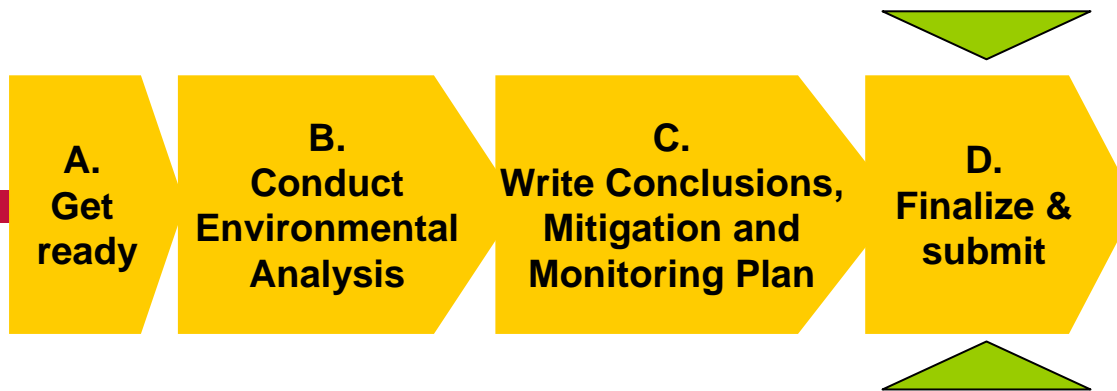 A.
Get
ready
B.
Conduct
Environmental
Analysis
C.
Write Conclusions,
Mitigation and
Monitoring Plan
D.
Finalize &
submit